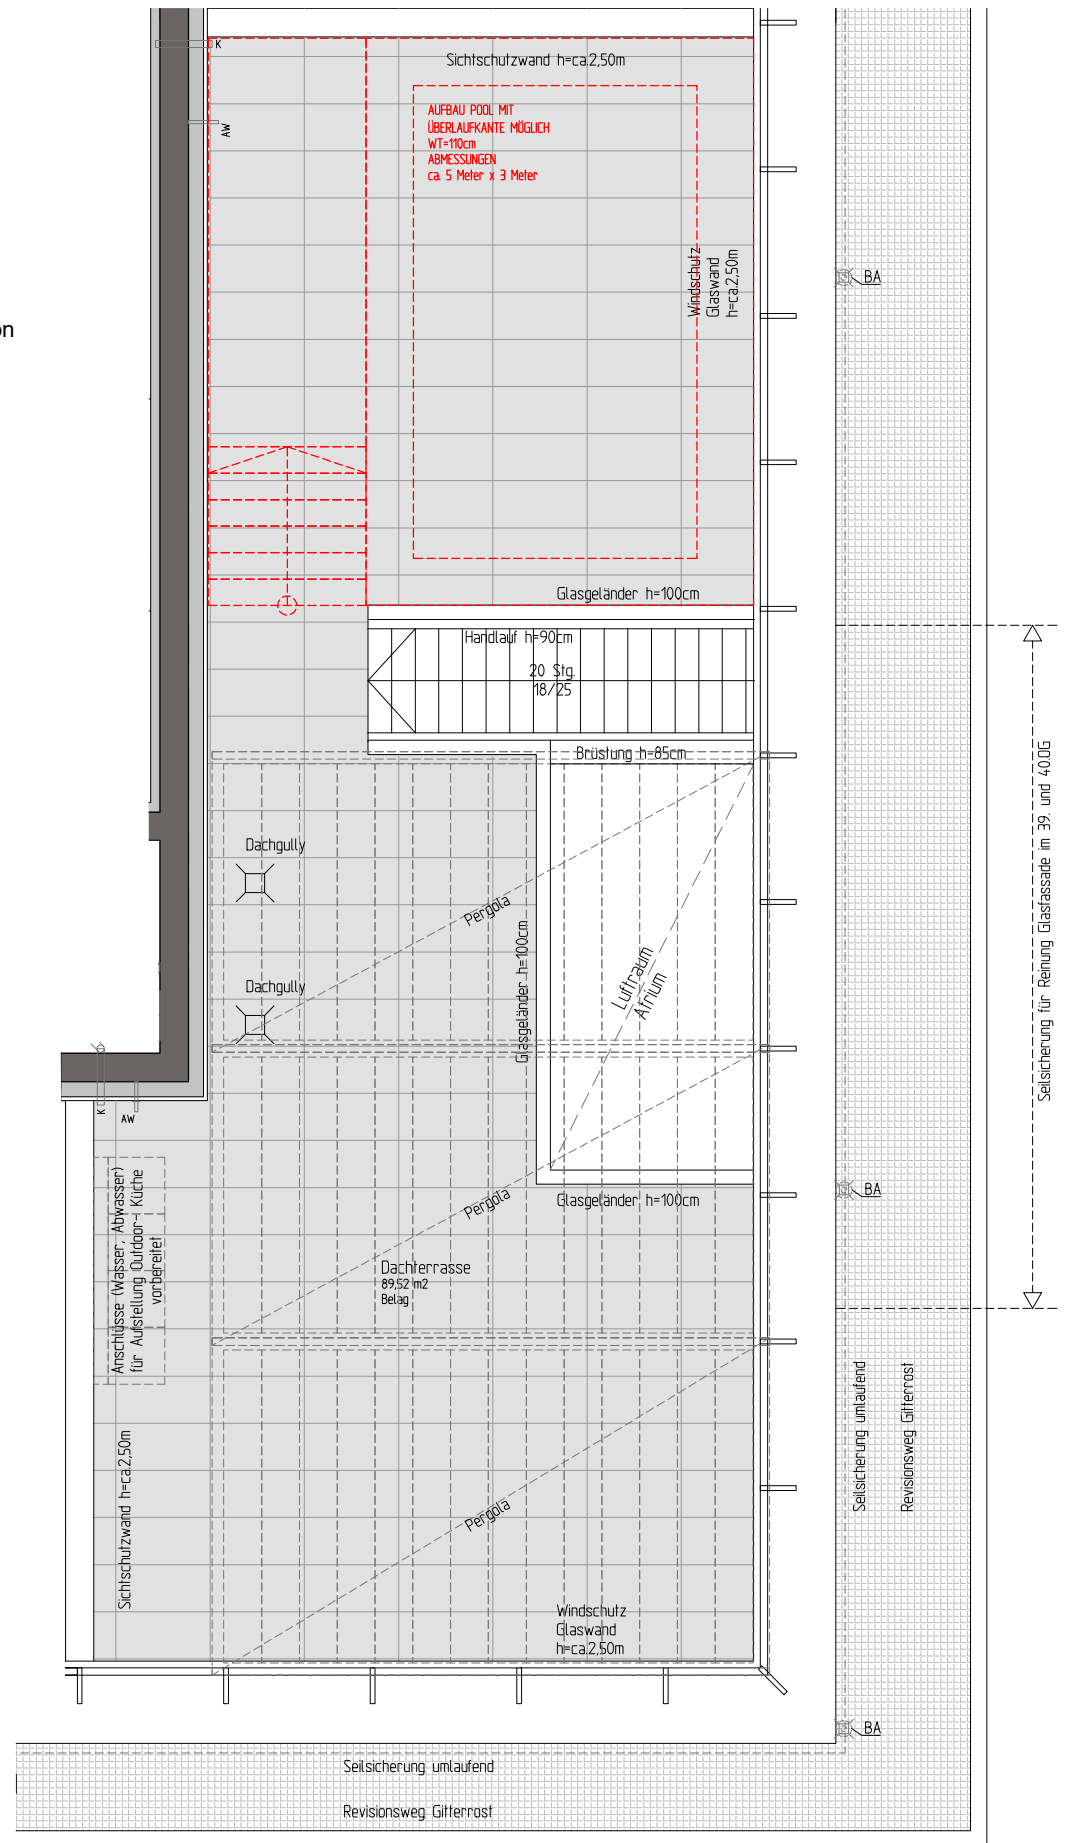 K
Sichtschutzwand h=ca.2,50m
AUFBAU POOL MIT
ÜBERLAUFKANTE MÖGLICH
WT=110cm
ABMESSUNGEN
ca. 5 Meter x 3 Meter
AW
Windschutz
Glaswand
h=ca.2,50m
BA
on
Glasgeländer h=100cm
Handlauf h=90cm
20 Stg.
18/25
Brüstung h=85cm
Seilsicherung für Reinung Glasfassade im 39. und 40.OG
Dachgully
Pergola
Glasgeländer h=100cm
Luftraum
Atrium
Dachgully
K
AW
Anschlüsse (Wasser, Abwasser)
für Aufstellung Outdoor- Küche
vorbereitet
Pergola
Glasgeländer h=100cm
BA
Dachterrasse
89,52 m2
Belag
Seilsicherung umlaufend
Revisionsweg Gitterrost
Sichtschutzwand h=ca.2,50m
Pergola
Windschutz
Glaswand
h=ca.2,50m
BA
Seilsicherung umlaufend
Revisionsweg Gitterrost